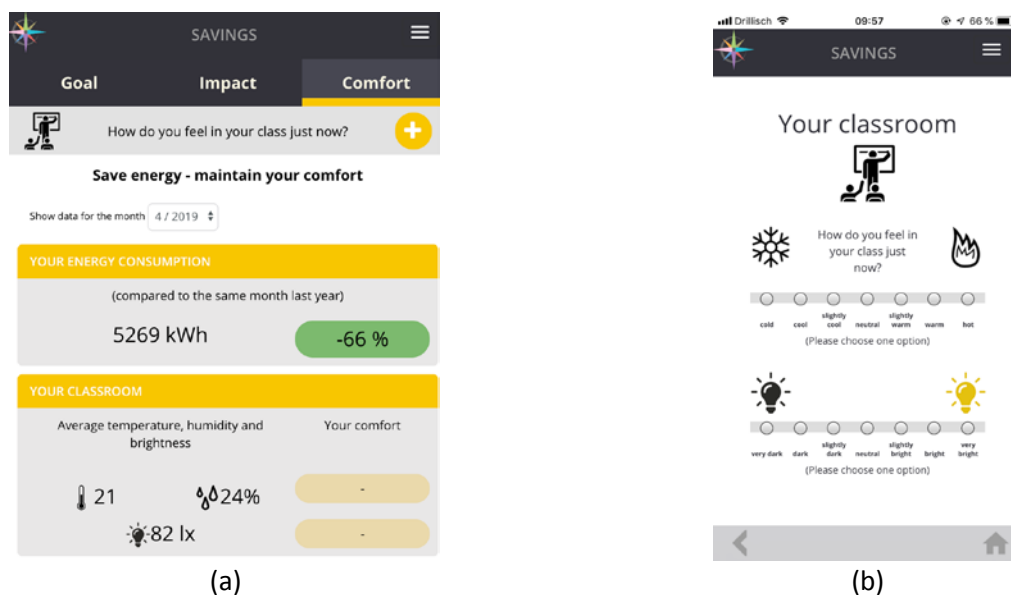 SAVINGS
Goal Impact Comfort
How do you feel in your class just now?
Save energy - maintain your comfort
Show data for the month 4 / 2019
YOUR ENERGY CONSUMPTION
(compared to the same month last year)
5269 kWh -66 %
YOUR CLASSROOM
Average temperature, humidity and Your comfort
brightness
21 24% -
82 lx -
(a)
Drillisch 09:57 66 %
SAVINGS
Your classroom
How do you feel in
your class just
now?
cold cool slightly cool neutral slightly warm warm hot
(Please choose one option)
very dark dark slightly dark neutral slightly bright bright very bright
(Please choose one option)
(b)